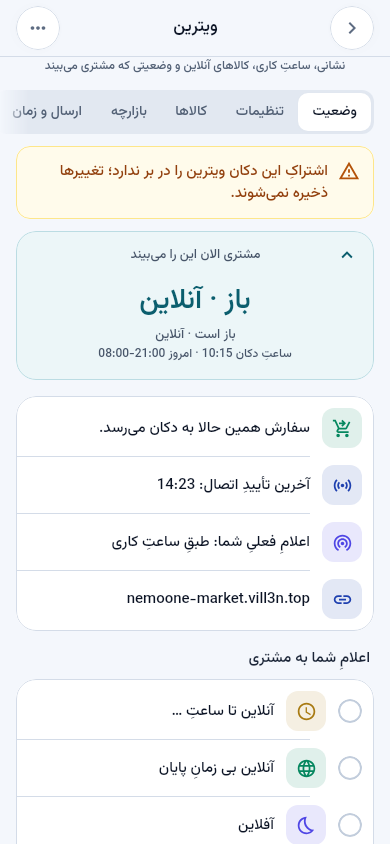 ویترین
نشانی، ساعتِ کاری، کالاهای آنلاین و وضعیتی که مشتری می‌بیند
وضعیت
تنظیمات
کالاها
بازارچه
ارسال و زمان
اشتراکِ این دکان ویترین را در بر ندارد؛ تغییرها
ذخیره نمی‌شوند.
مشتری الان این را می‌بیند
باز · آنلاین
باز است · آنلاین
ساعتِ دکان 10:15 · امروز 21:00–08:00
سفارش همین حالا به دکان می‌رسد.
آخرین تأییدِ اتصال: 14:23
اعلامِ فعلیِ شما: طبقِ ساعتِ کاری
nemoone-market.vill3n.top
اعلامِ شما به مشتری
آنلاین تا ساعتِ ...
آنلاین بی زمانِ پایان
آفلاین